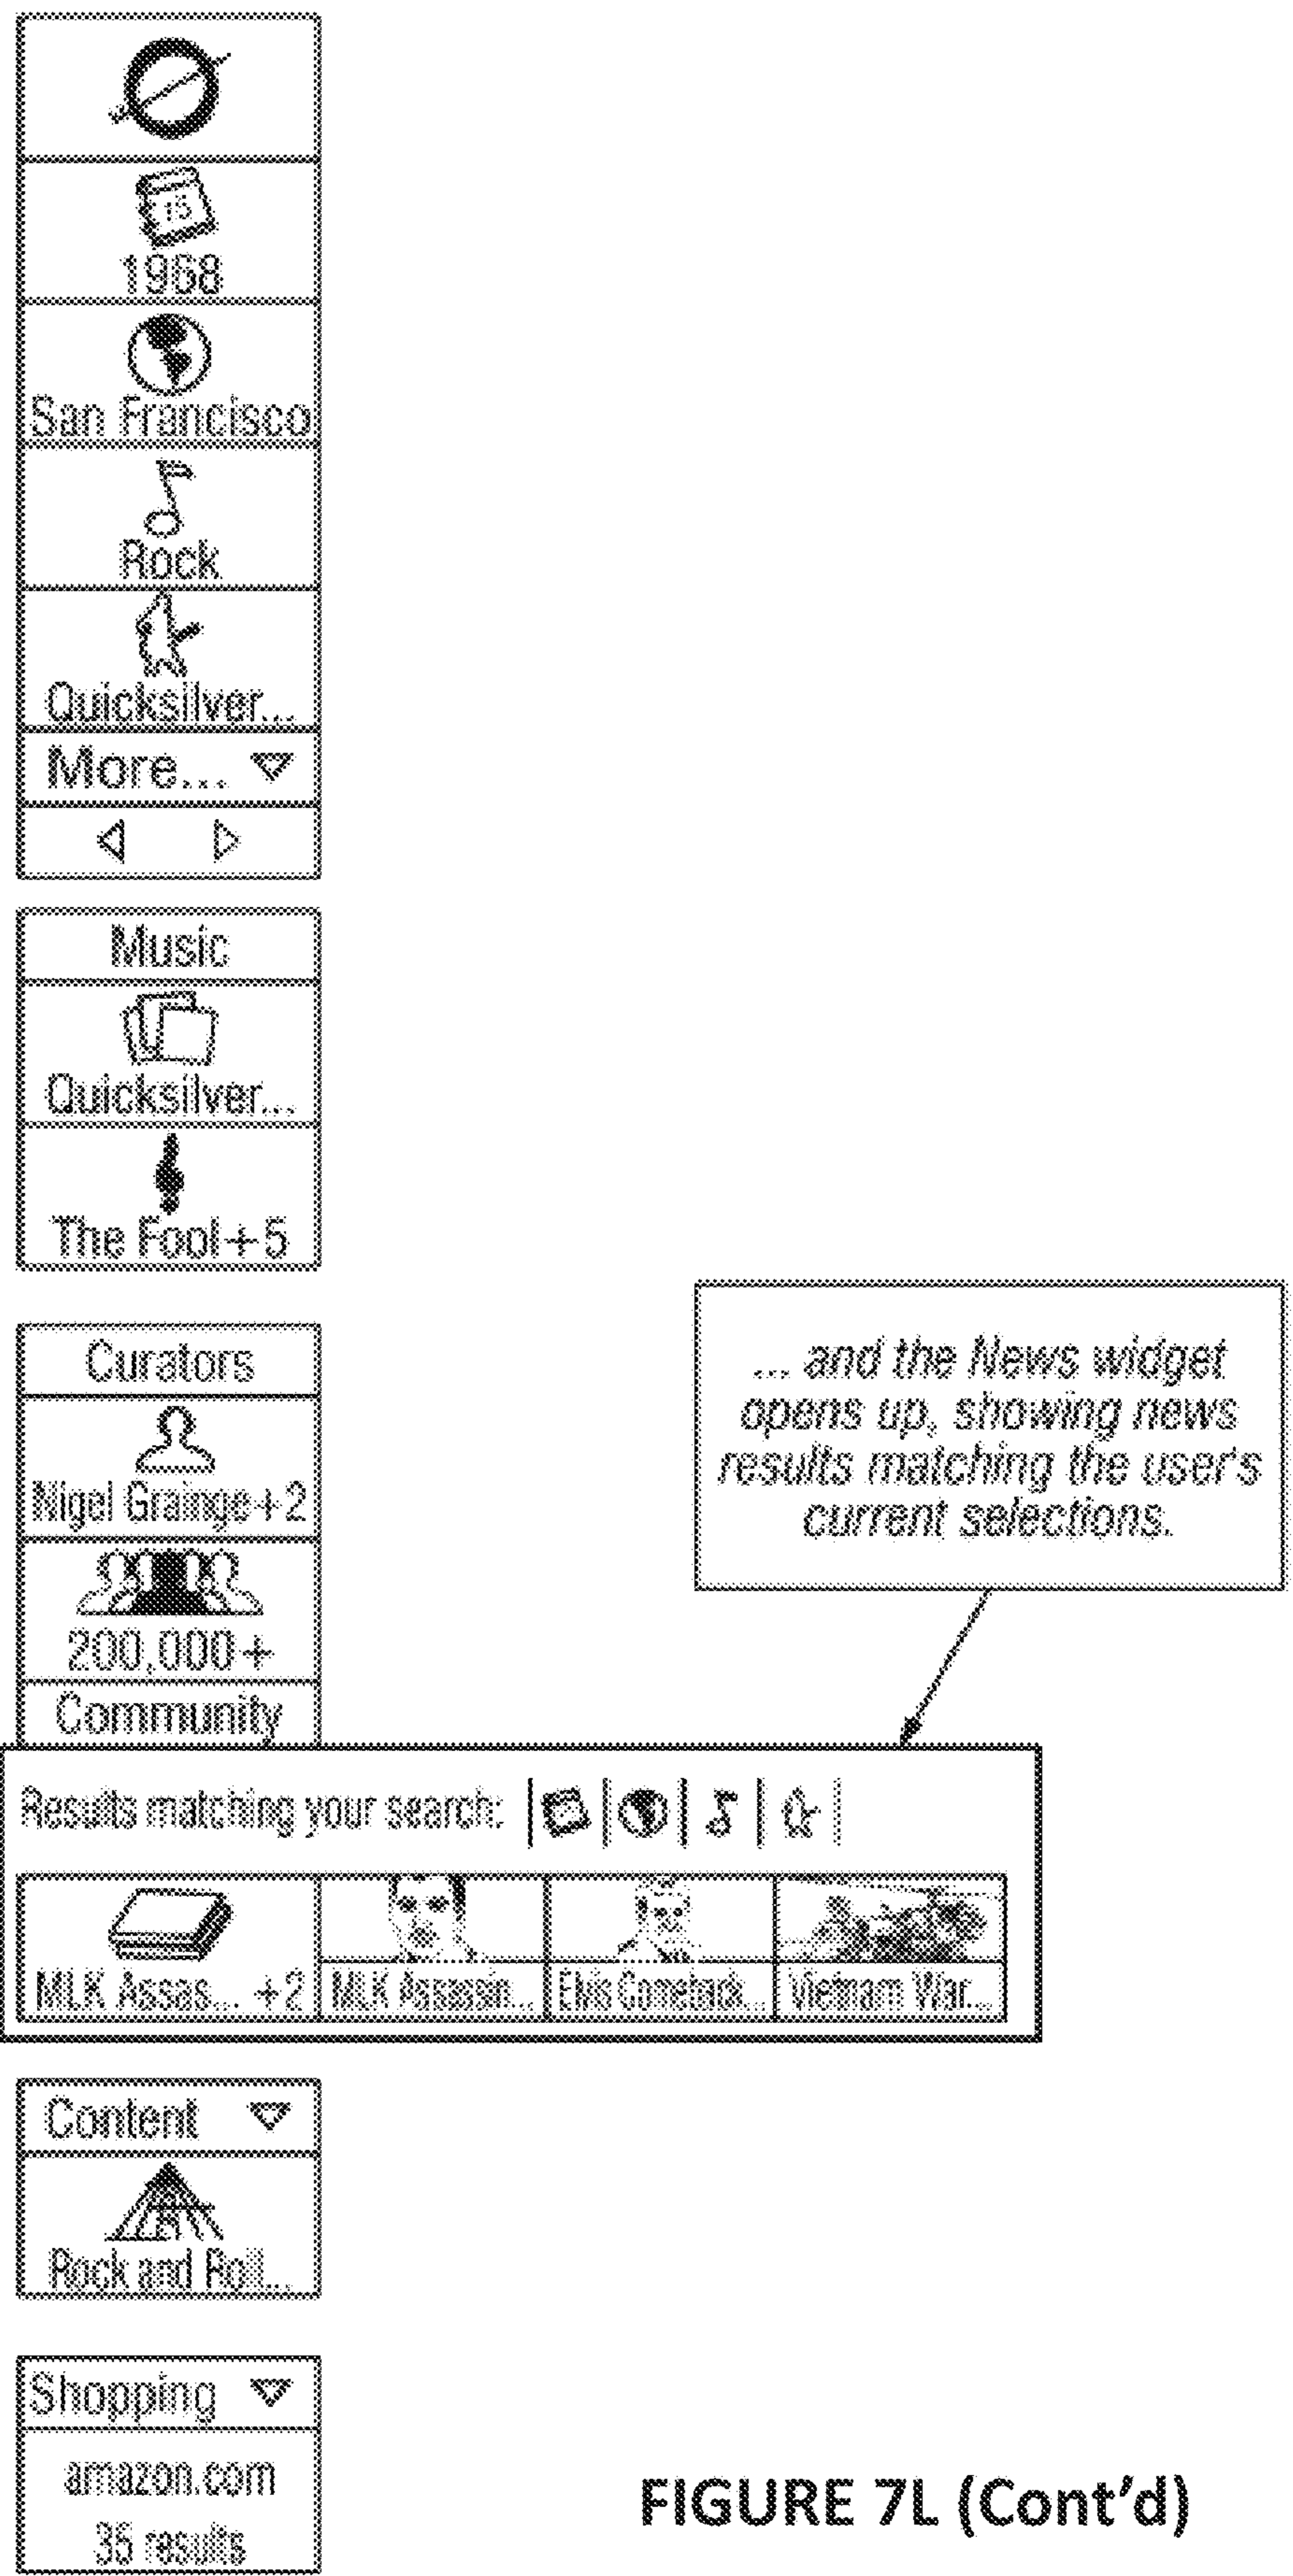 15
1968
San Francisco
Rock
Quicksilver...
More...
Music
Quicksilver...
The Fool+5
Curators
Nigel Grainge+2
200,000+
Community
... and the News widget
opens up, showing news
results matching the user's
current selections.
Results matching your search:
MLK Assas... +2
MLK Assassin...
Elvis Comeback...
Vietnam War...
Content
Rock and Roll...
Shopping
amazon.com
35 results
FIGURE 7L (Cont'd)